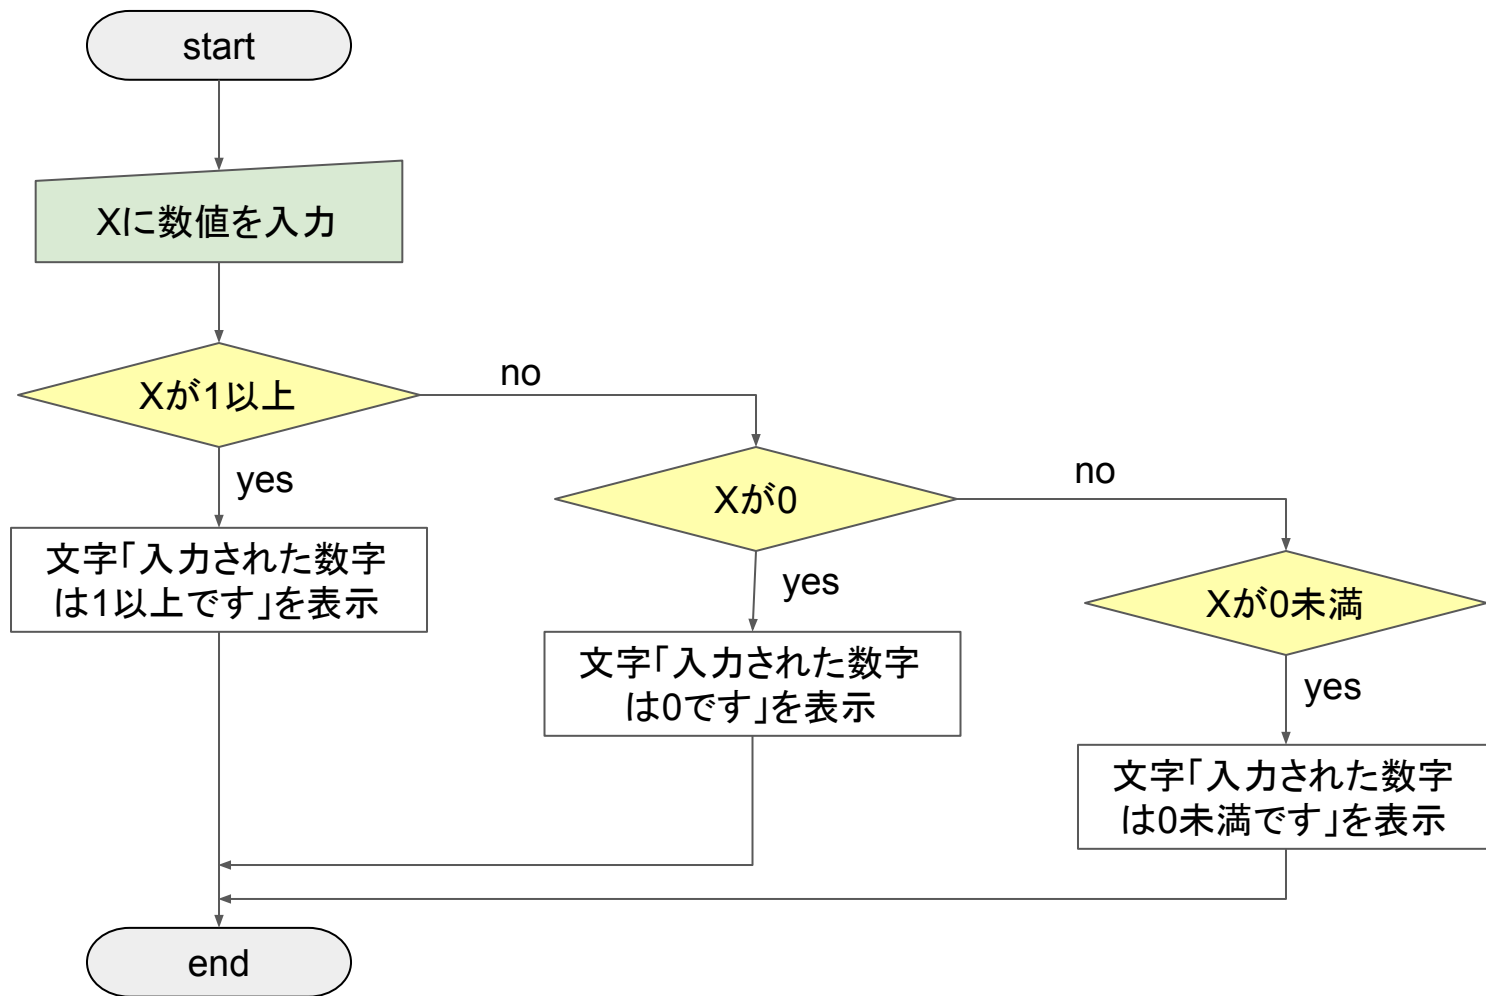 start
Xに数値を入力
Xが1以上
no
yes
文字「入力された数字
は1以上です」を表示
Xが0
no
yes
文字「入力された数字
は0です」を表示
Xが0未満
yes
文字「入力された数字
は0未満です」を表示
end